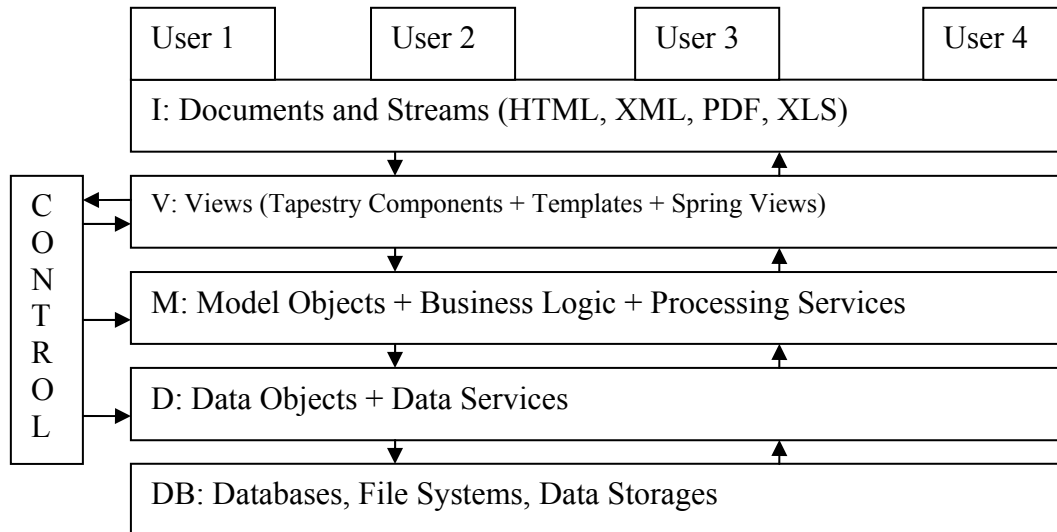 User 1
User 2
User 3
User 4
I: Documents and Streams (HTML, XML, PDF, XLS)
C
O
N
T
R
O
L
V: Views (Tapestry Components + Templates + Spring Views)
M: Model Objects + Business Logic + Processing Services
D: Data Objects + Data Services
DB: Databases, File Systems, Data Storages